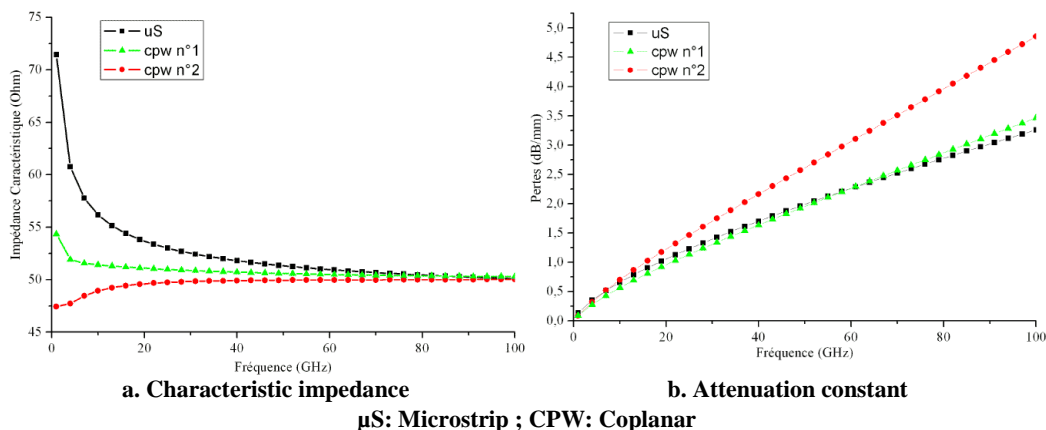 75
70
65
60
55
50
45
Impédance Caractéristique (Ohm)
uS
cpw n°1
cpw n°2
0 20 40 60 80 100
Fréquence (GHz)
a. Characteristic impedance
5,0
4,5
4,0
3,5
3,0
2,5
2,0
1,5
1,0
0,5
0,0
Pertes (dB/mm)
uS
cpw n°1
cpw n°2
0 20 40 60 80 100
Fréquence (GHz)
b. Attenuation constant
µS: Microstrip ; CPW: Coplanar